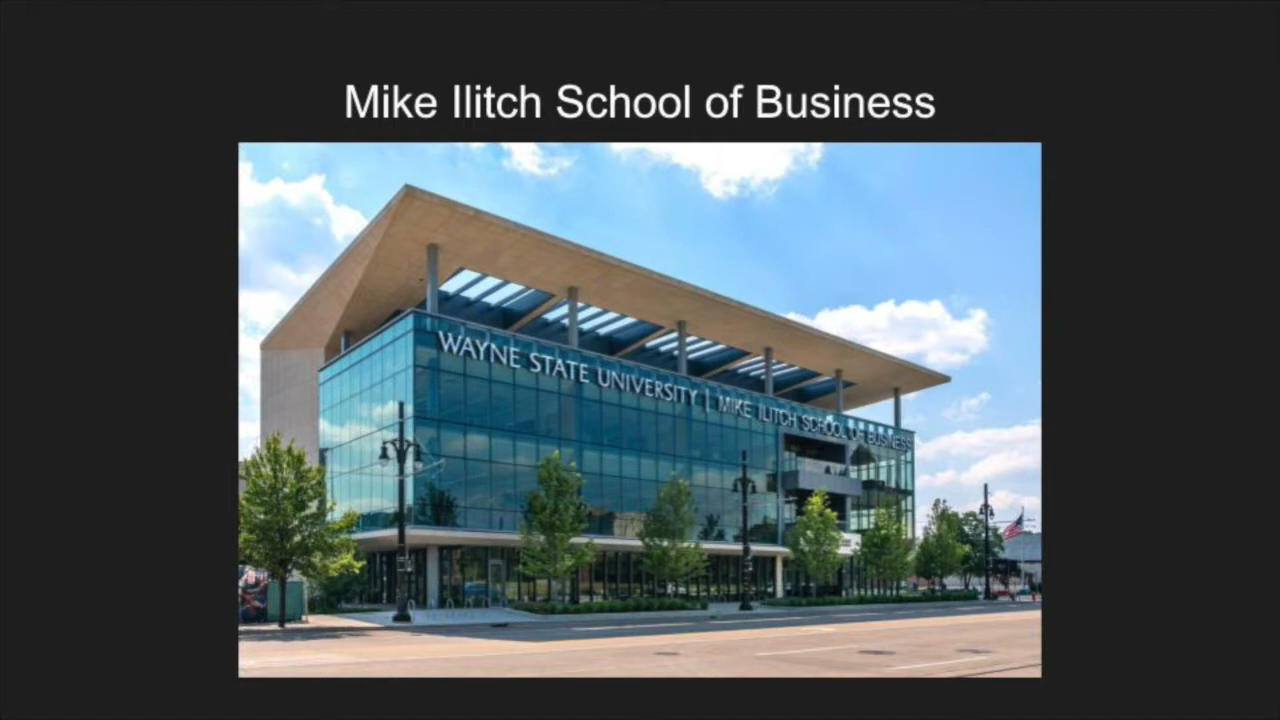 Mike Ilitch School of Business
WAYNE STATE UNIVERSITY | MIKE ILITCH SCHOOL OF BUSINESS